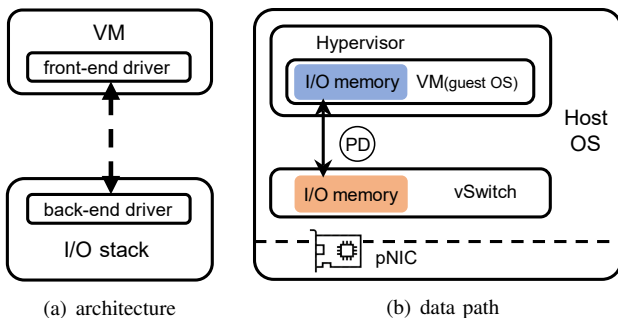 VM
front-end driver
back-end driver
I/O stack
(a) architecture
Hypervisor
I/O memory VM(guest OS)
PD
Host
OS
I/O memory vSwitch
pNIC
(b) data path